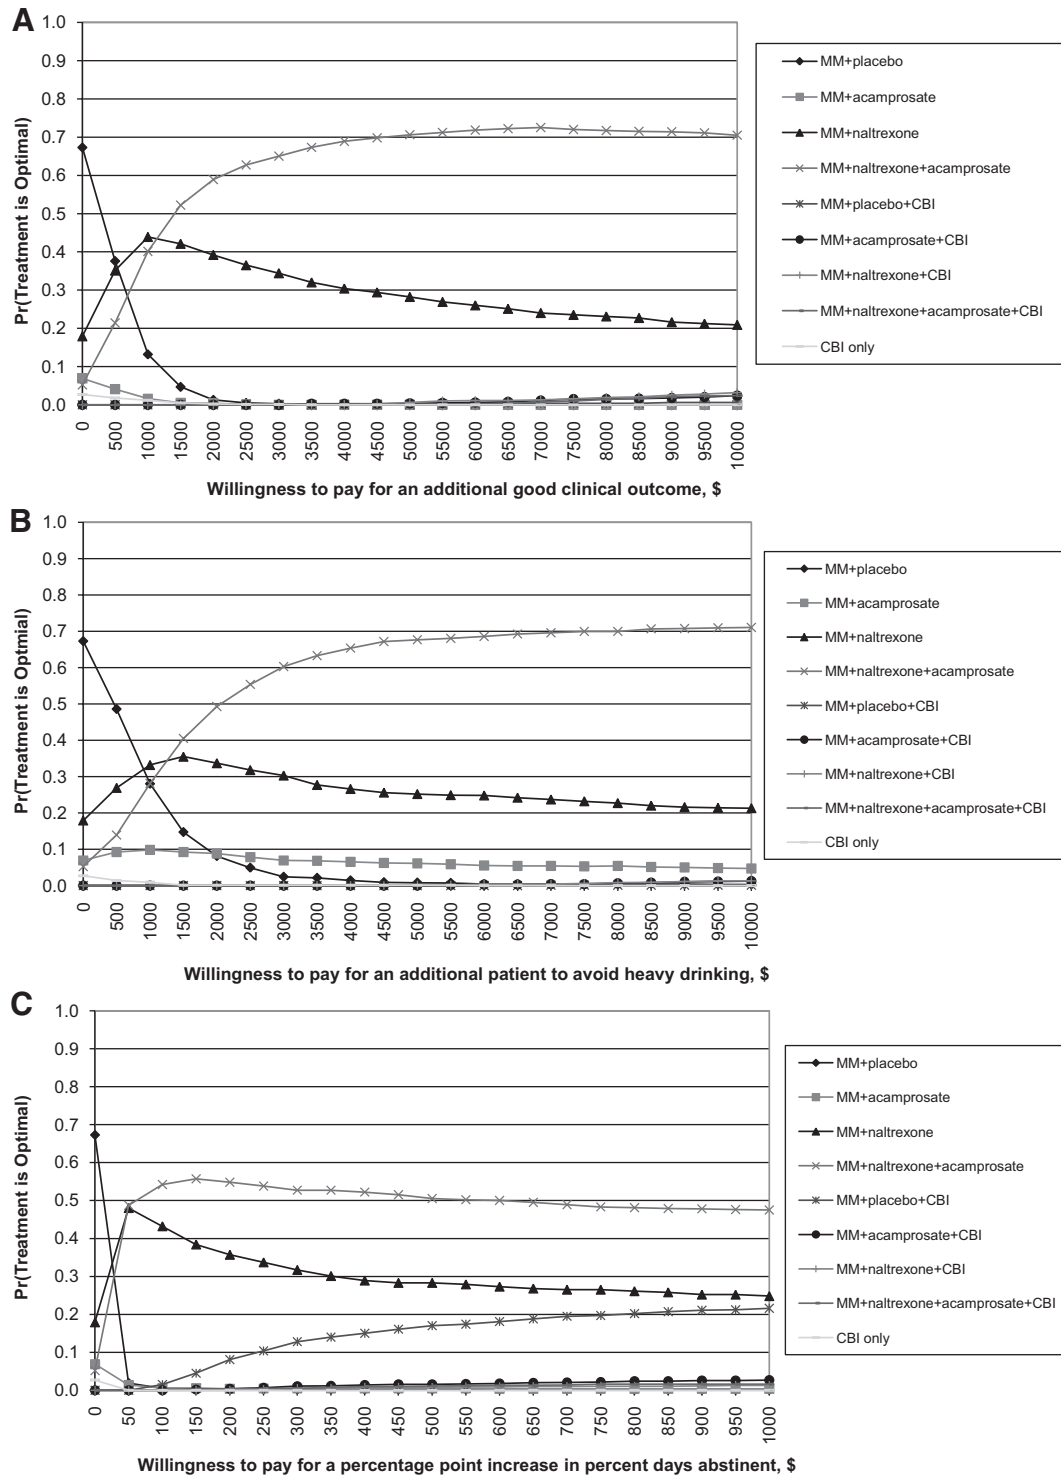 A
1.0
0.9
0.8
0.7
0.6
0.5
0.4
0.3
0.2
0.1
0.0
Pr(Treatment is Optimal)
0 500 1000 1500 2000 2500 3000 3500 4000 4500 5000 5500 6000 6500 7000 7500 8000 8500 9000 9500 10000
Willingness to pay for an additional good clinical outcome, $
MM+placebo
MM+acamprosate
MM+naltrexone
MM+naltrexone+acamprosate
MM+placebo+CBI
MM+acamprosate+CBI
MM+naltrexone+CBI
MM+naltrexone+acamprosate+CBI
CBI only
B
1.0
0.9
0.8
0.7
0.6
0.5
0.4
0.3
0.2
0.1
0.0
Pr(Treatment is Optmial)
0 500 1000 1500 2000 2500 3000 3500 4000 4500 5000 5500 6000 6500 7000 7500 8000 8500 9000 9500 10000
Willingness to pay for an additional patient to avoid heavy drinking, $
MM+placebo
MM+acamprosate
MM+naltrexone
MM+naltrexone+acamprosate
MM+placebo+CBI
MM+acamprosate+CBI
MM+naltrexone+CBI
MM+naltrexone+acamprosate+CBI
CBI only
C
1.0
0.9
0.8
0.7
0.6
0.5
0.4
0.3
0.2
0.1
0.0
Pr(Treatment is Optimal)
0 50 100 150 200 250 300 350 400 450 500 550 600 650 700 750 800 850 900 950 1000
Willingness to pay for a percentage point increase in percent days abstinent, $
MM+placebo
MM+acamprosate
MM+naltrexone
MM+naltrexone+acamprosate
MM+placebo+CBI
MM+acamprosate+CBI
MM+naltrexone+CBI
MM+naltrexone+acamprosate+CBI
CBI only